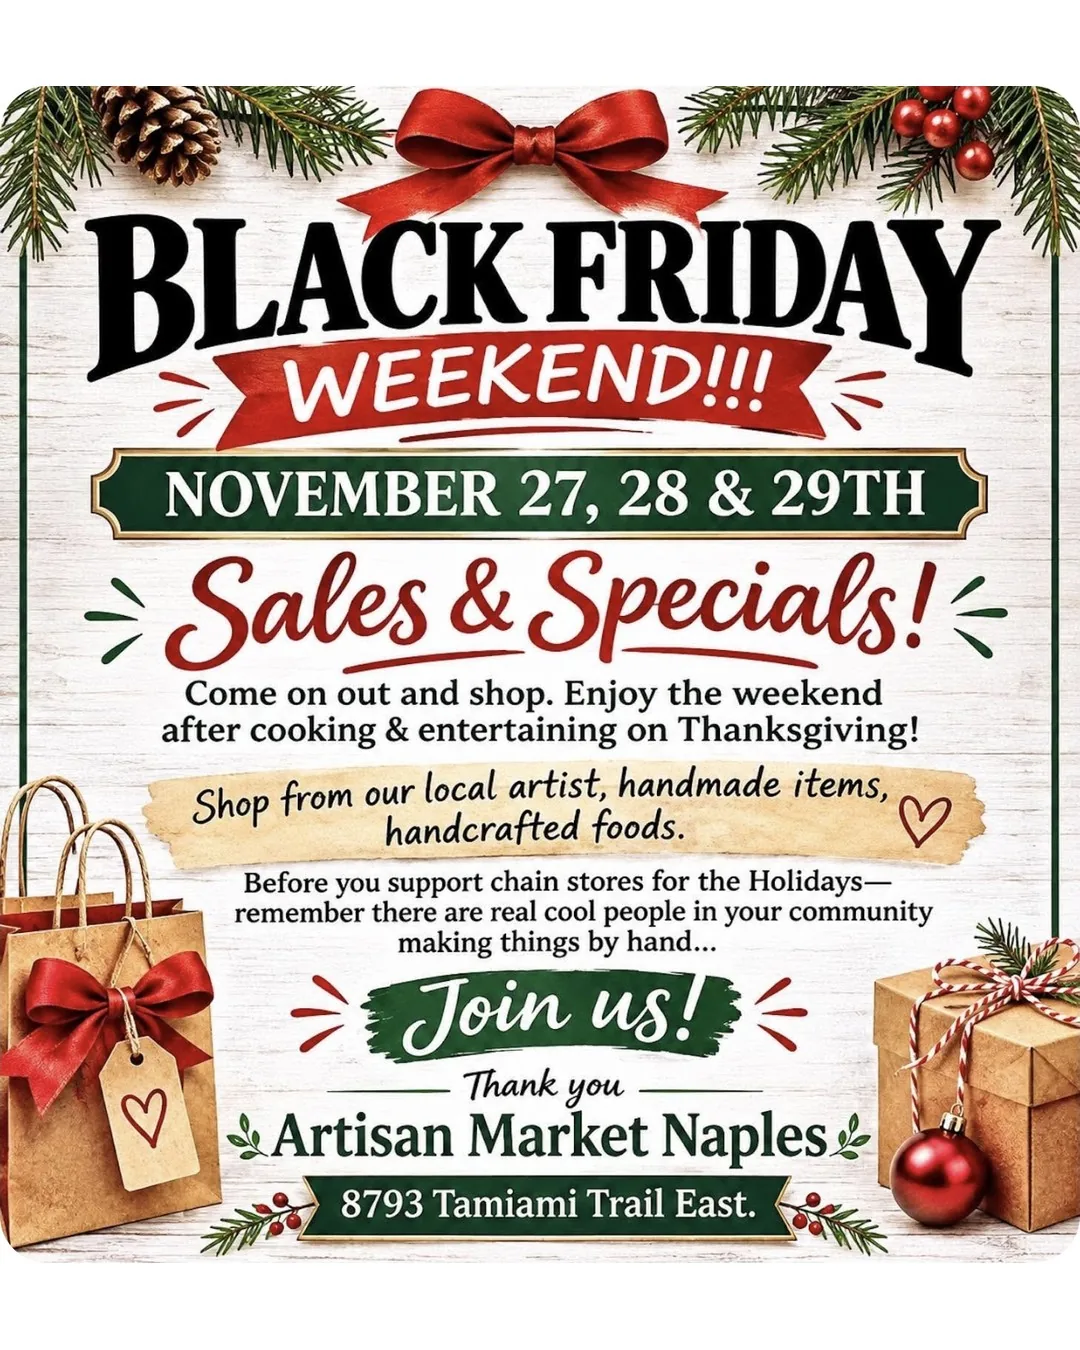 BLACK FRIDAY
WEEKEND!!!
NOVEMBER 27, 28 & 29TH
Sales & Specials!
Come on out and shop. Enjoy the weekend
after cooking & entertaining on Thanksgiving!
Shop from our local artist, handmade items,
handcrafted foods.
Before you support chain stores for the Holidays—
remember there are real cool people in your community
making things by hand...
Join us!
Thank you
Artisan Market Naples
8793 Tamiami Trail East.